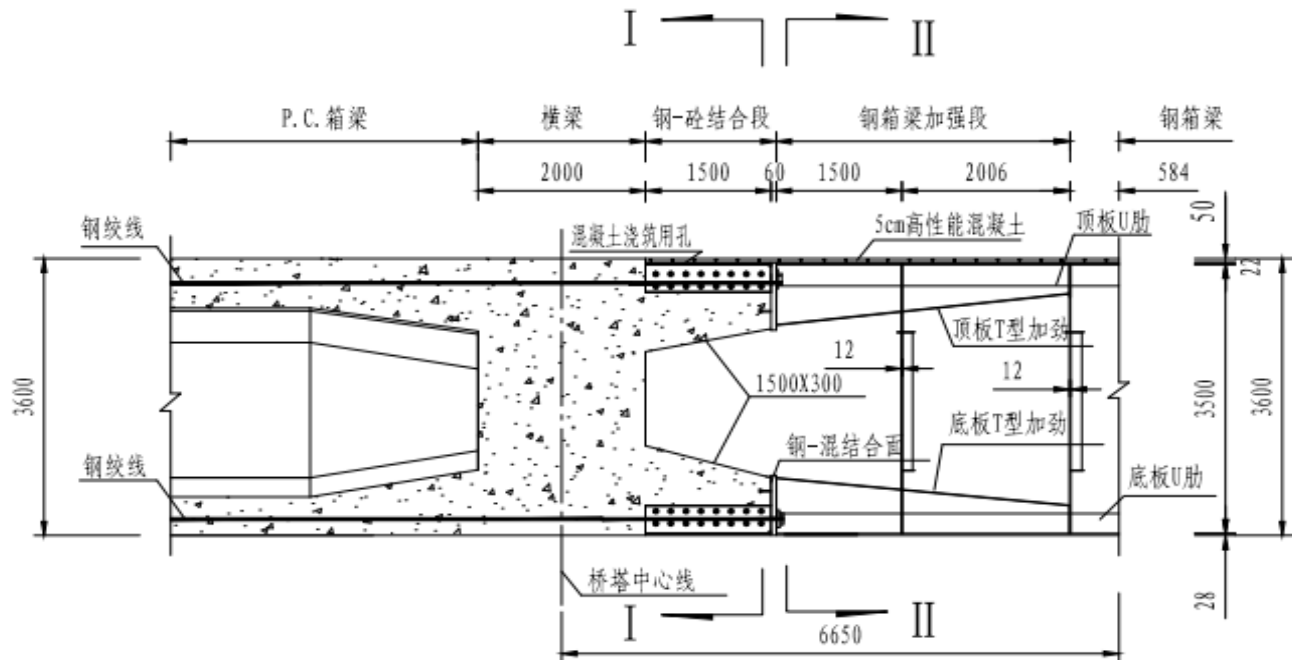 I
II
P.C.箱梁
横梁
钢-砼结合段
钢箱梁加强段
钢箱梁
2000
1500
60
1500
2006
584
钢绞线
混凝土浇筑用孔
5cm高性能混凝土
顶板U肋
50
22
顶板T型加劲
12
12
1500X300
3600
3500
3600
底板T型加劲
钢-混结合面
钢绞线
底板U肋
桥塔中心线
28
I
II
6650